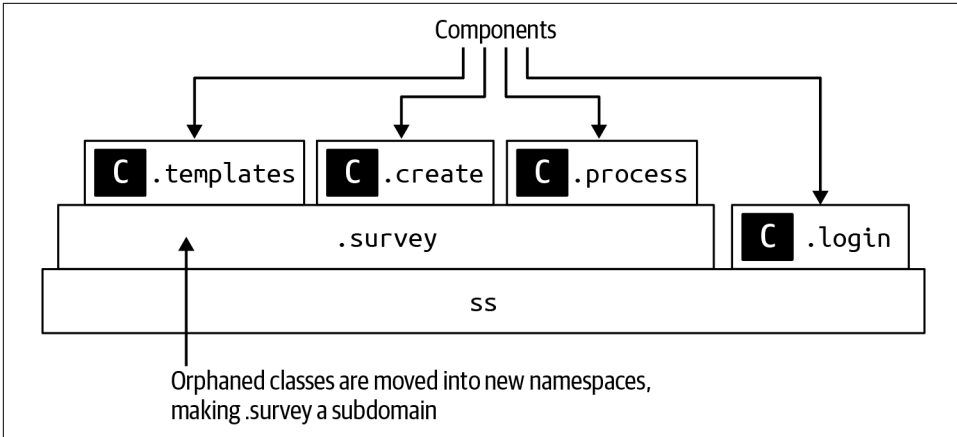 Components
C .templates
C .create
C .process
.survey
C .login
ss
Orphaned classes are moved into new namespaces,
making .survey a subdomain